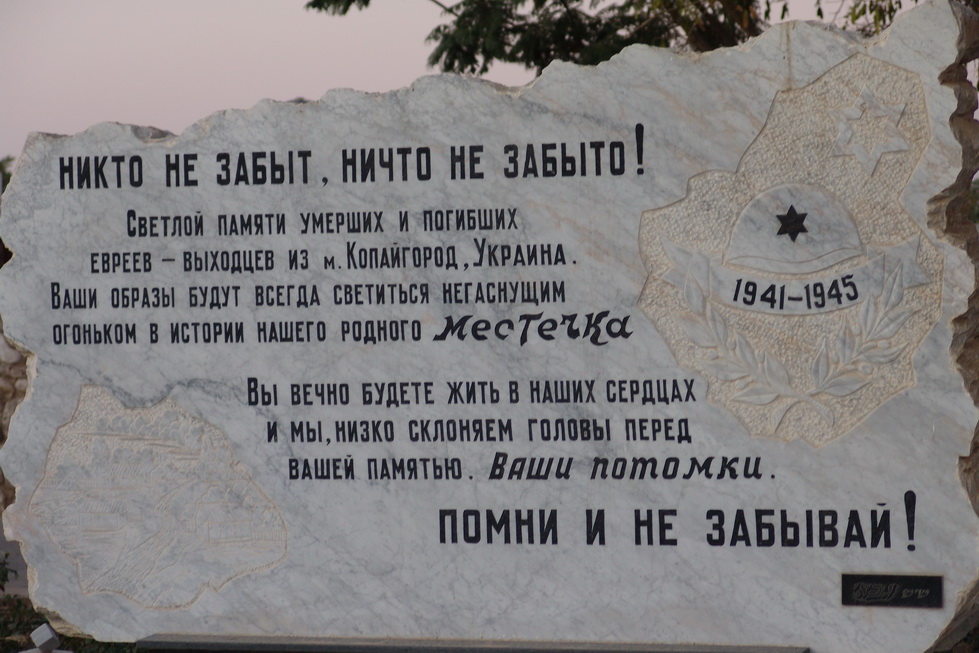 НИКТО НЕ ЗАБЫТ, НИЧТО НЕ ЗАБЫТО!
СВЕТЛОЙ ПАМЯТИ УМЕРШИХ И ПОГИБШИХ
ЕВРЕЕВ – ВЫХОДЦЕВ ИЗ м. КОПАЙГОРОД, УКРАИНА.
ВАШИ ОБРАЗЫ БУДУТ ВСЕГДА СВЕТИТЬСЯ НЕГАСНУЩИМ
ОГОНЬКОМ В ИСТОРИИ НАШЕГО РОДНОГО местечка
1941–1945
ВЫ ВЕЧНО БУДЕТЕ ЖИТЬ В НАШИХ СЕРДЦАХ
И МЫ, НИЗКО СКЛОНЯЕМ ГОЛОВЫ ПЕРЕД
ВАШЕЙ ПАМЯТЬЮ. Ваши потомки.
ПОМНИ И НЕ ЗАБЫВАЙ!